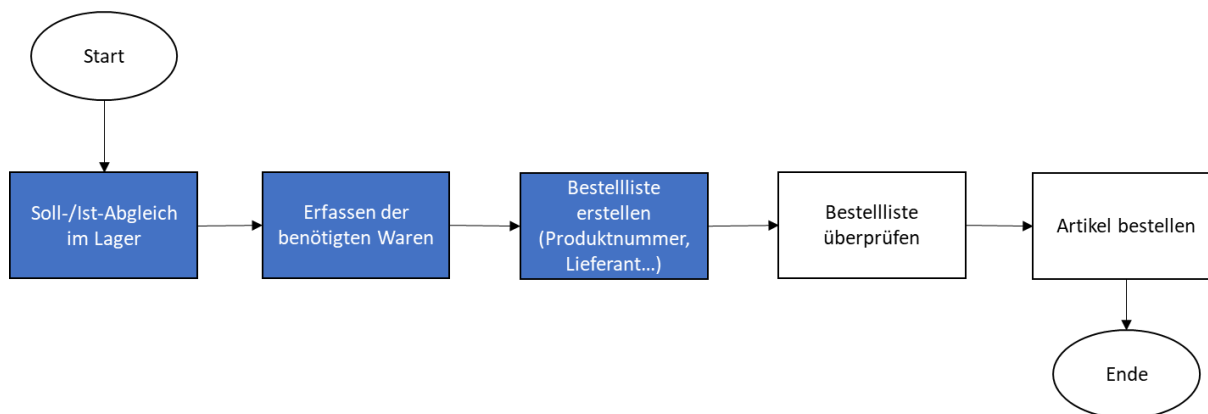 Start
Soll-/Ist-Abgleich
im Lager
Erfassen der
benötigten Waren
Bestellliste
erstellen
(Produktnummer,
Lieferant...)
Bestellliste
überprüfen
Artikel bestellen
Ende